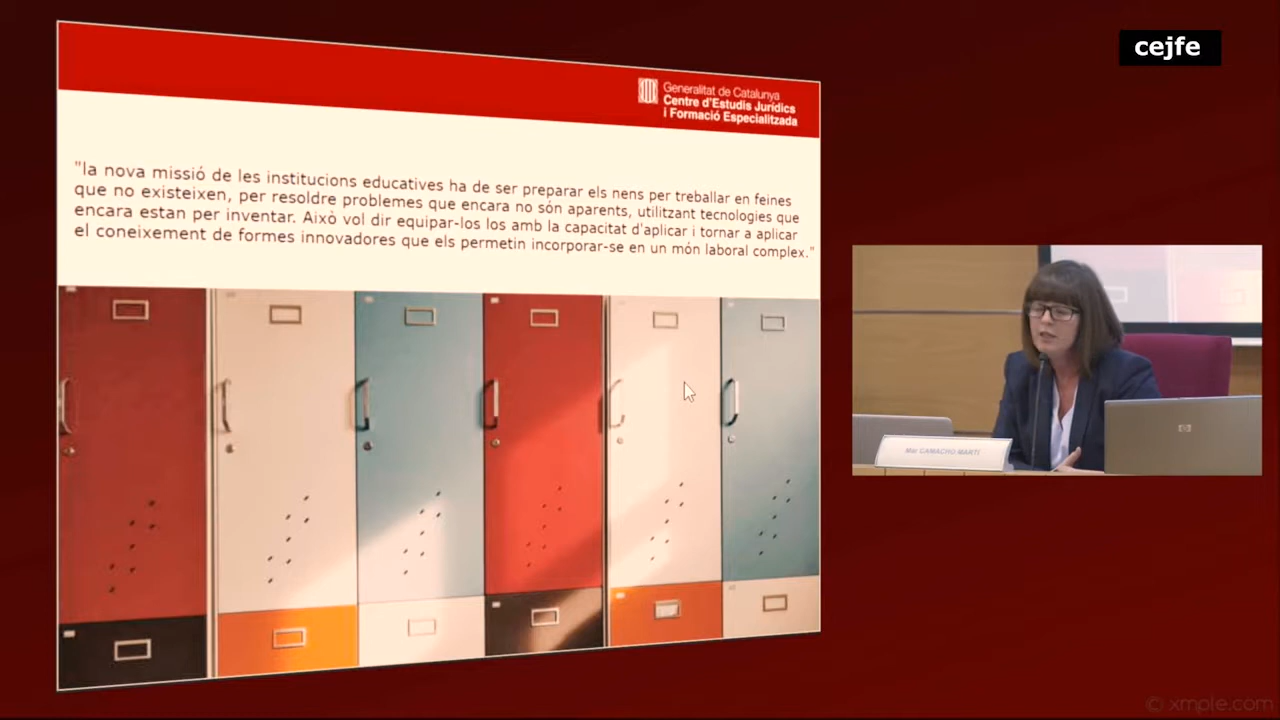 cejfe
Generalitat de Catalunya
Centre d'Estudis Jurídics
i Formació Especialitzada
"la nova missió de les institucions educatives ha de ser preparar els nens per treballar en feines
que no existeixen, per resoldre problemes que encara no són aparents, utilitzant tecnologies que
encara estan per inventar. Això vol dir equipar-los los amb la capacitat d'aplicar i tornar a aplicar
el coneixement de formes innovadores que els permetin incorporar-se en un món laboral complex."
Mar CAMACHO MARTÍ
hp
© xmple.com